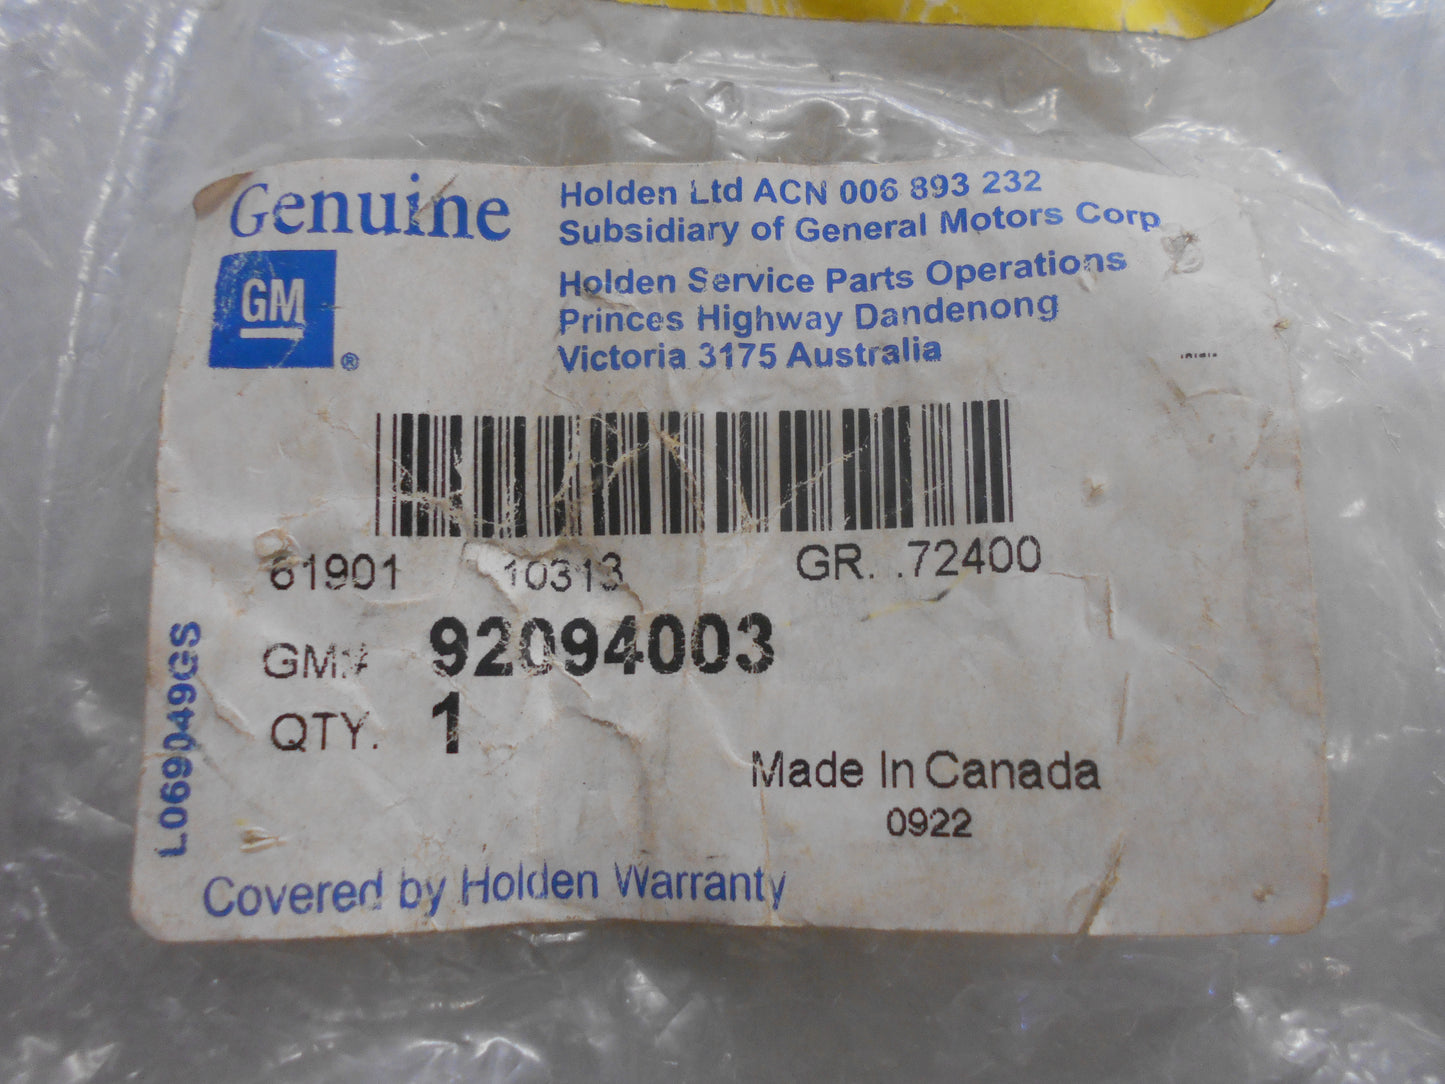 Genuine
GM
®
Holden Ltd ACN 006 893 232
Subsidiary of General Motors Corp
Holden Service Parts Operations
Princes Highway Dandenong
Victoria 3175 Australia
61901 10313 GR. .72400
GM# 92094003
QTY. 1
Made In Canada
0922
L069049GS
Covered by Holden Warranty